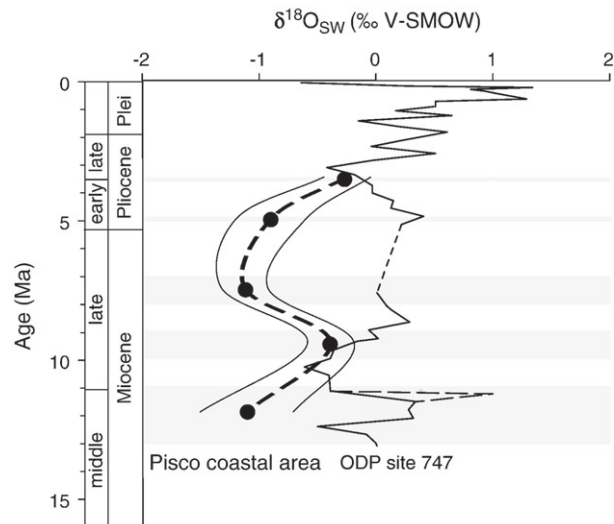 δ18OSW (‰ V-SMOW)
-2 -1 0 1 2
0
5
10
15
Age (Ma)
Plei
late
early
Pliocene
late
Miocene
middle
Pisco coastal area ODP site 747